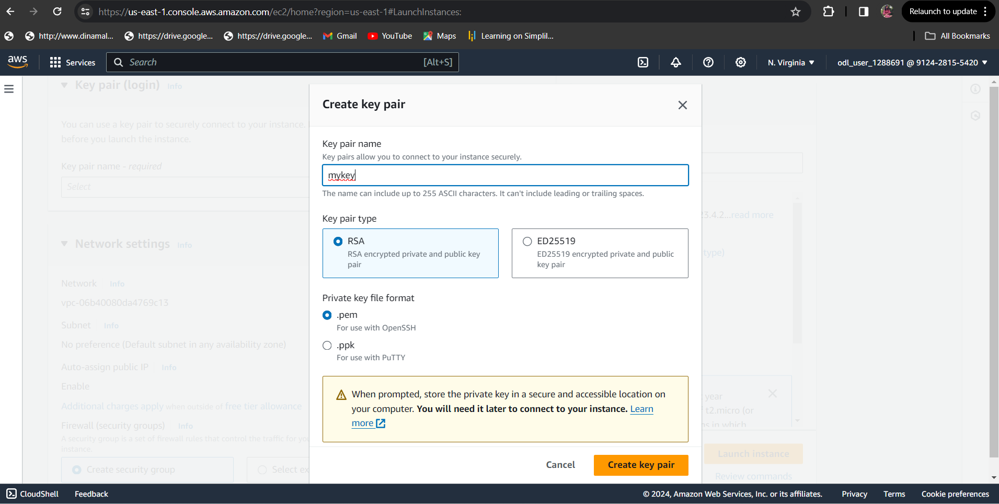 https://us-east-1.console.aws.amazon.com/ec2/home?region=us-east-1#LaunchInstances:
Relaunch to update
http://www.dinamal...
https://drive.google...
https://drive.google...
Gmail
YouTube
Maps
Learning on Simplil...
All Bookmarks
aws
Services
Search
[Alt+S]
N. Virginia
odl_user_1288691 @ 9124-2815-5420
Key pair (login) Info
You can use a key pair to securely connect to your instance.
before you launch the instance.
Key pair name - required
Select
Network settings Info
Network Info
vpc-06b40080da4769c13
Subnet Info
No preference (Default subnet in any availability zone)
Auto-assign public IP Info
Enable
Additional charges apply when outside of free tier allowance
Firewall (security groups) Info
A security group is a set of firewall rules that control the traffic for
instance.
Create security group
Select
Create key pair
Key pair name
Key pairs allow you to connect to your instance securely.
mykey
The name can include up to 255 ASCII characters. It can't include leading or trailing spaces.
Key pair type
RSA
RSA encrypted private and public key
pair
ED25519
ED25519 encrypted private and public
key pair
Private key file format
.pem
For use with OpenSSH
.ppk
For use with PuTTY
When prompted, store the private key in a secure and accessible location on
your computer. You will need it later to connect to your instance. Learn
more
Cancel
Create key pair
23.4.2...read more
type)
year
t2.micro (or
in which
Launch instance
Review commands
CloudShell
Feedback
© 2024, Amazon Web Services, Inc. or its affiliates.
Privacy
Terms
Cookie preferences